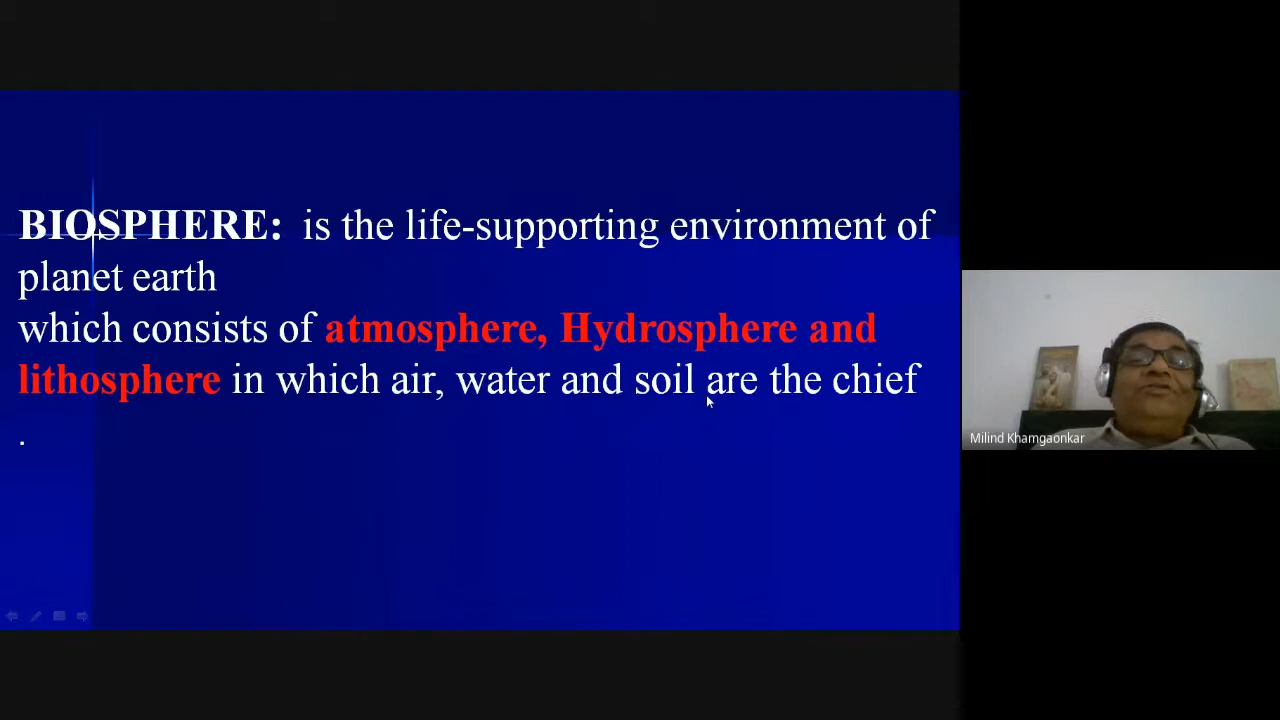 BIOSPHERE: is the life-supporting environment of
planet earth
which consists of atmosphere, Hydrosphere and
lithosphere in which air, water and soil are the chief
.
Milind Khamgaonkar